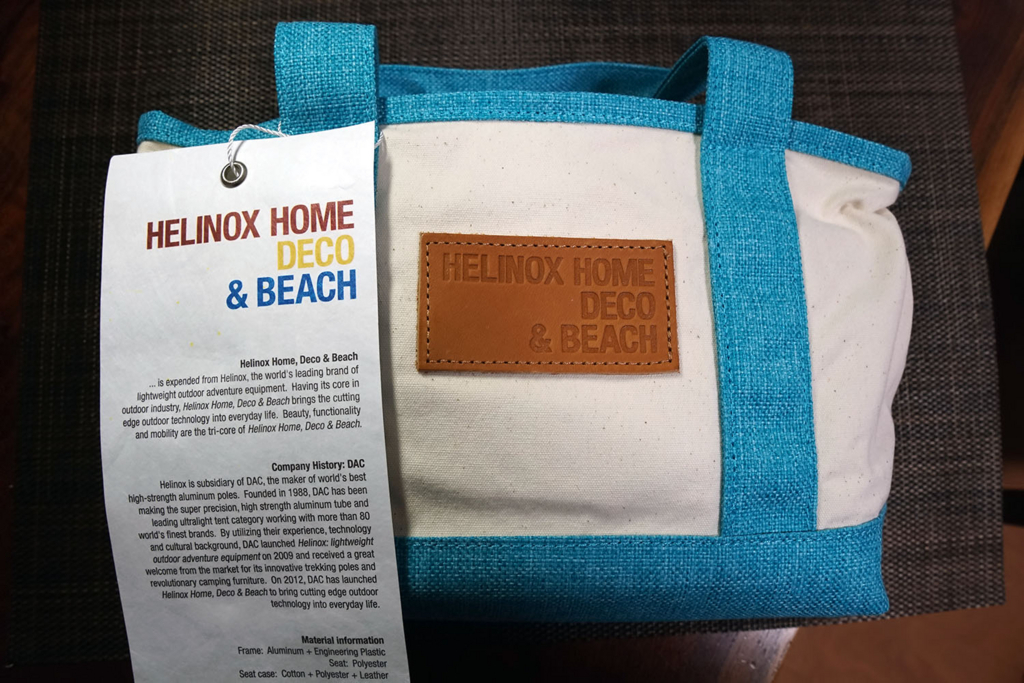 HELINOX HOME
DECO
& BEACH
Helinox Home, Deco & Beach
... is expended from Helinox, the world's leading brand of
lightweight outdoor adventure equipment. Having its core in
outdoor industry, Helinox Home, Deco & Beach brings the cutting
edge outdoor technology into everyday life. Beauty, functionality
and mobility are the tri-core of Helinox Home, Deco & Beach.
Company History: DAC
Helinox is subsidiary of DAC, the maker of world's best
high-strength aluminum poles. Founded in 1988, DAC has been
making the super precision, high strength aluminum tube and
leading ultralight tent category working with more than 80
world's finest brands. By utilizing their experience, technology
and cultural background, DAC launched Helinox: lightweight
outdoor adventure equipment on 2009 and received a great
welcome from the market for its innovative trekking poles and
revolutionary camping furniture. On 2012, DAC has launched
Helinox Home, Deco & Beach to bring cutting edge outdoor
technology into everyday life.
Material information
Frame: Aluminum + Engineering Plastic
Seat: Polyester
Seat case: Cotton + Polyester + Leather
HELINOX HOME
DECO
& BEACH